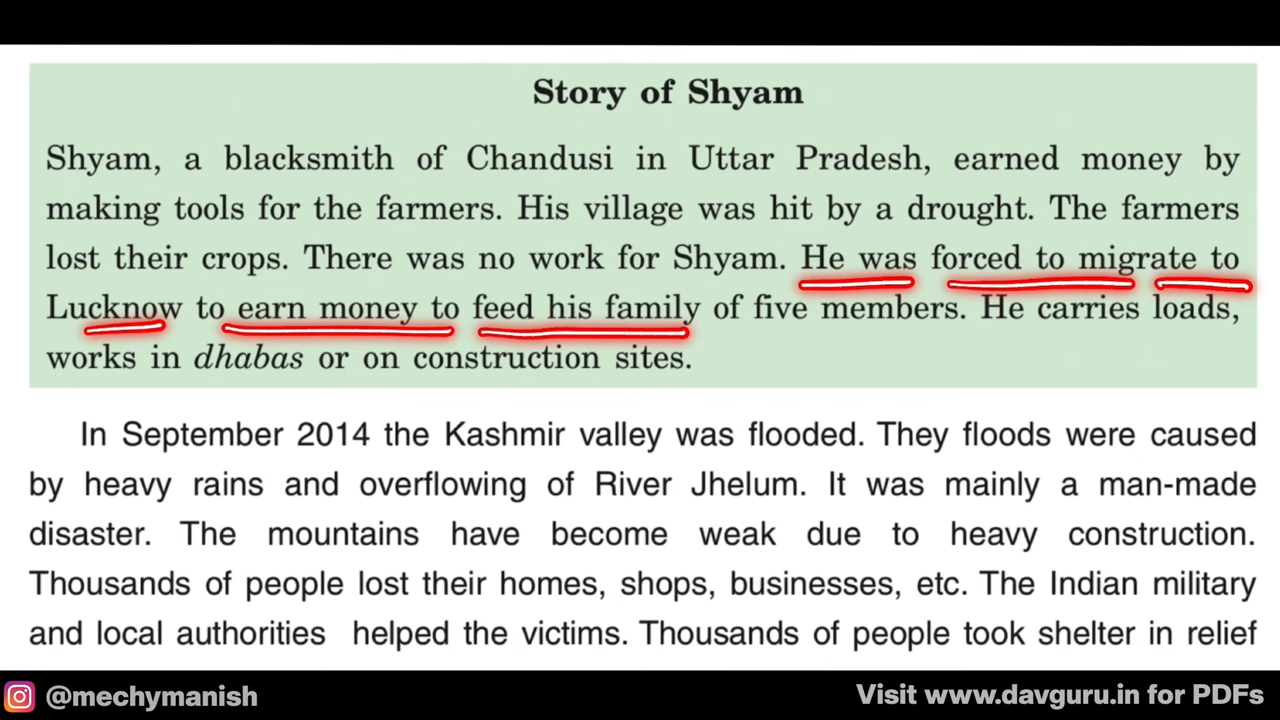 Story of Shyam
Shyam, a blacksmith of Chandusi in Uttar Pradesh, earned money by
making tools for the farmers. His village was hit by a drought. The farmers
lost their crops. There was no work for Shyam. He was forced to migrate to
Lucknow to earn money to feed his family of five members. He carries loads,
works in dhabas or on construction sites.
In September 2014 the Kashmir valley was flooded. They floods were caused
by heavy rains and overflowing of River Jhelum. It was mainly a man-made
disaster. The mountains have become weak due to heavy construction.
Thousands of people lost their homes, shops, businesses, etc. The Indian military
and local authorities helped the victims. Thousands of people took shelter in relief
@mechymanish
Visit www.davguru.in for PDFs